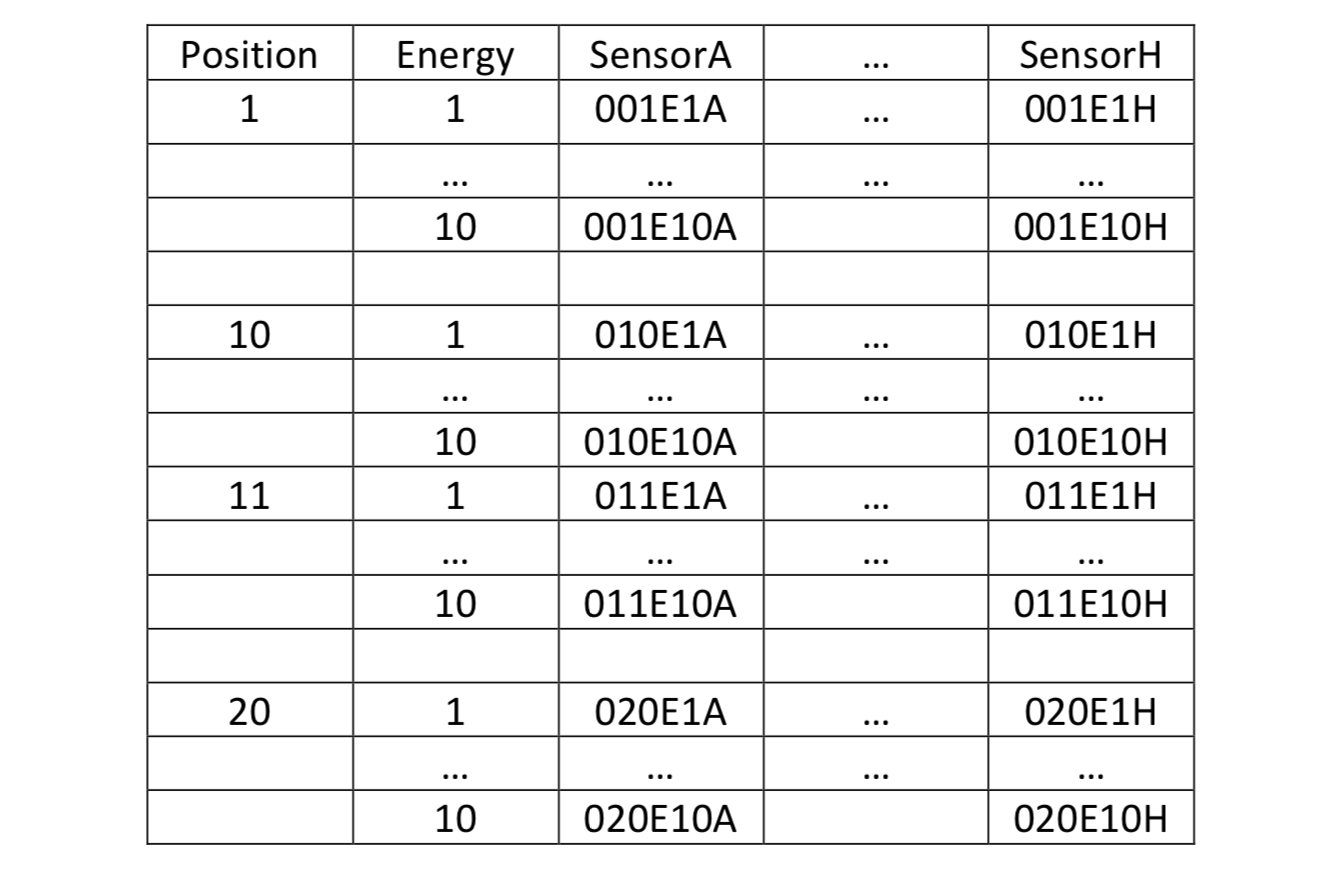 Position Energy SensorA ... SensorH
1 1 001E1A ... 001E1H
... ... ... ...
10 001E10A 001E10H
10 1 010E1A ... 010E1H
... ... ... ...
10 010E10A 010E10H
11 1 011E1A ... 011E1H
... ... ... ...
10 011E10A 011E10H
20 1 020E1A ... 020E1H
... ... ... ...
10 020E10A 020E10H